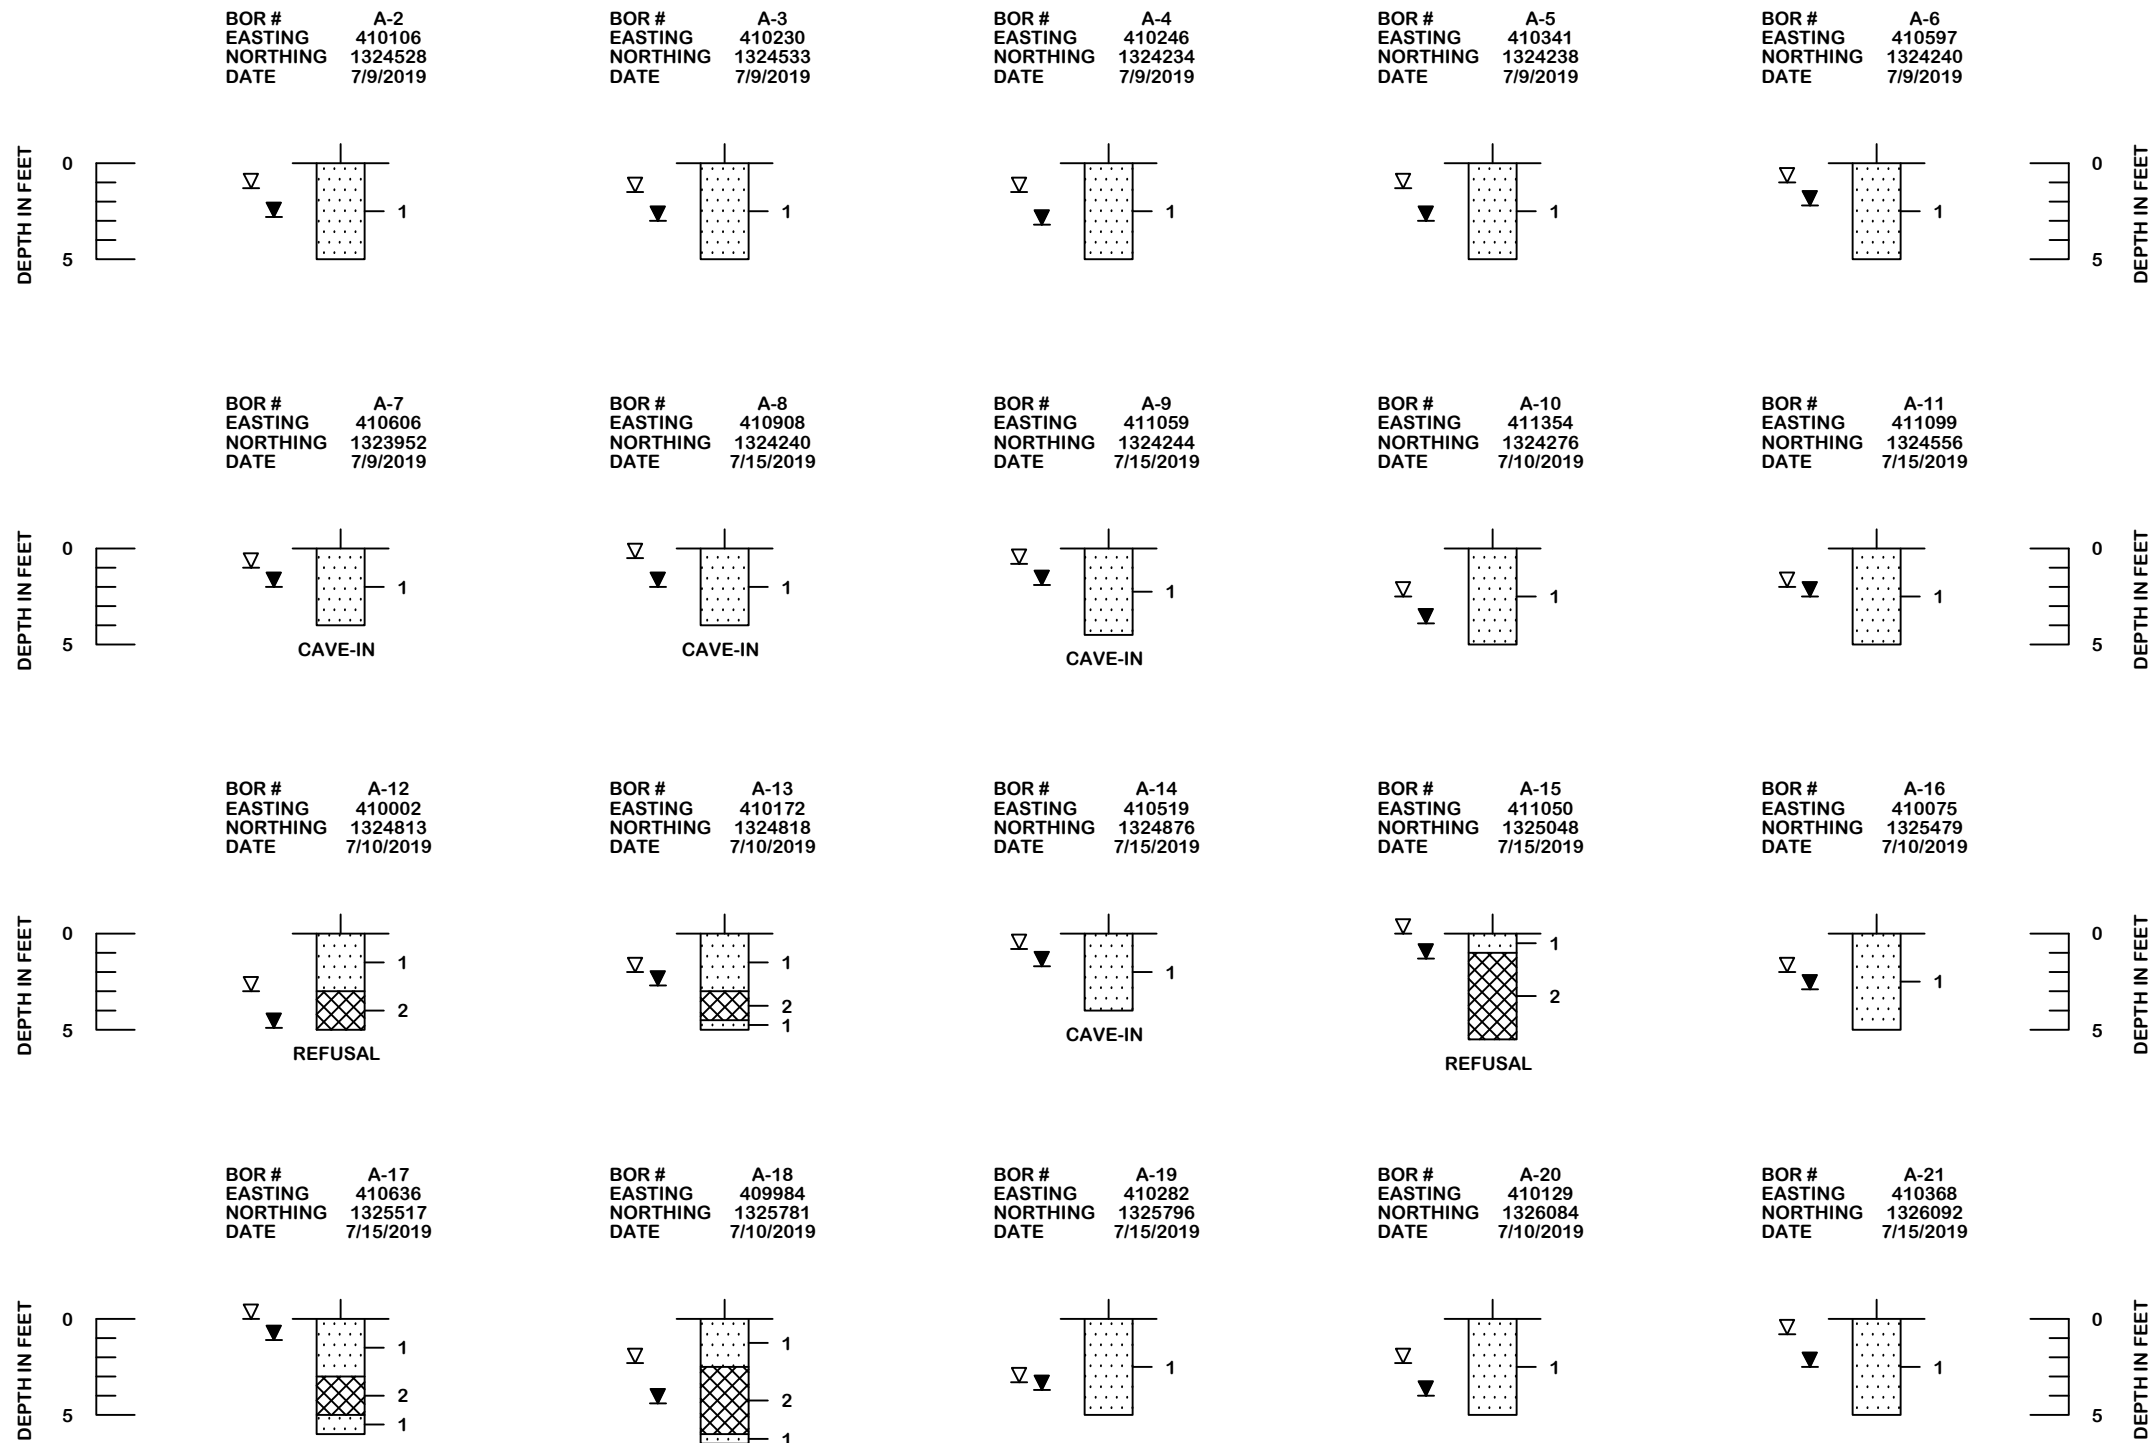 BOR # A-2 BOR # A-3 BOR # A-4 BOR # A-5 BOR # A-6
EASTING 410106 EASTING 410230 EASTING 410246 EASTING 410341 EASTING 410597
NORTHING 1324528 NORTHING 1324533 NORTHING 1324234 NORTHING 1324238 NORTHING 1324240
DATE 7/9/2019 DATE 7/9/2019 DATE 7/9/2019 DATE 7/9/2019 DATE 7/9/2019
DEPTH IN FEET
0 0
1 1 1 1 1
5 5
DEPTH IN FEET
BOR # A-7 BOR # A-8 BOR # A-9 BOR # A-10 BOR # A-11
EASTING 410606 EASTING 410908 EASTING 411059 EASTING 411354 EASTING 411099
NORTHING 1323952 NORTHING 1324240 NORTHING 1324244 NORTHING 1324276 NORTHING 1324556
DATE 7/9/2019 DATE 7/15/2019 DATE 7/15/2019 DATE 7/10/2019 DATE 7/15/2019
DEPTH IN FEET
0 0
1 1 1 1 1
5 5
CAVE-IN CAVE-IN CAVE-IN
DEPTH IN FEET
BOR # A-12 BOR # A-13 BOR # A-14 BOR # A-15 BOR # A-16
EASTING 410002 EASTING 410172 EASTING 410519 EASTING 411050 EASTING 410075
NORTHING 1324813 NORTHING 1324818 NORTHING 1324876 NORTHING 1325048 NORTHING 1325479
DATE 7/10/2019 DATE 7/10/2019 DATE 7/15/2019 DATE 7/15/2019 DATE 7/10/2019
DEPTH IN FEET
0 0
1 1 1 1 1
2 2 2
1
5 5
REFUSAL CAVE-IN REFUSAL
DEPTH IN FEET
BOR # A-17 BOR # A-18 BOR # A-19 BOR # A-20 BOR # A-21
EASTING 410636 EASTING 409984 EASTING 410282 EASTING 410129 EASTING 410368
NORTHING 1325517 NORTHING 1325781 NORTHING 1325796 NORTHING 1326084 NORTHING 1326092
DATE 7/15/2019 DATE 7/10/2019 DATE 7/15/2019 DATE 7/10/2019 DATE 7/15/2019
DEPTH IN FEET
0 0
1 1 1 1 1
2 2
5 5
1 1
DEPTH IN FEET